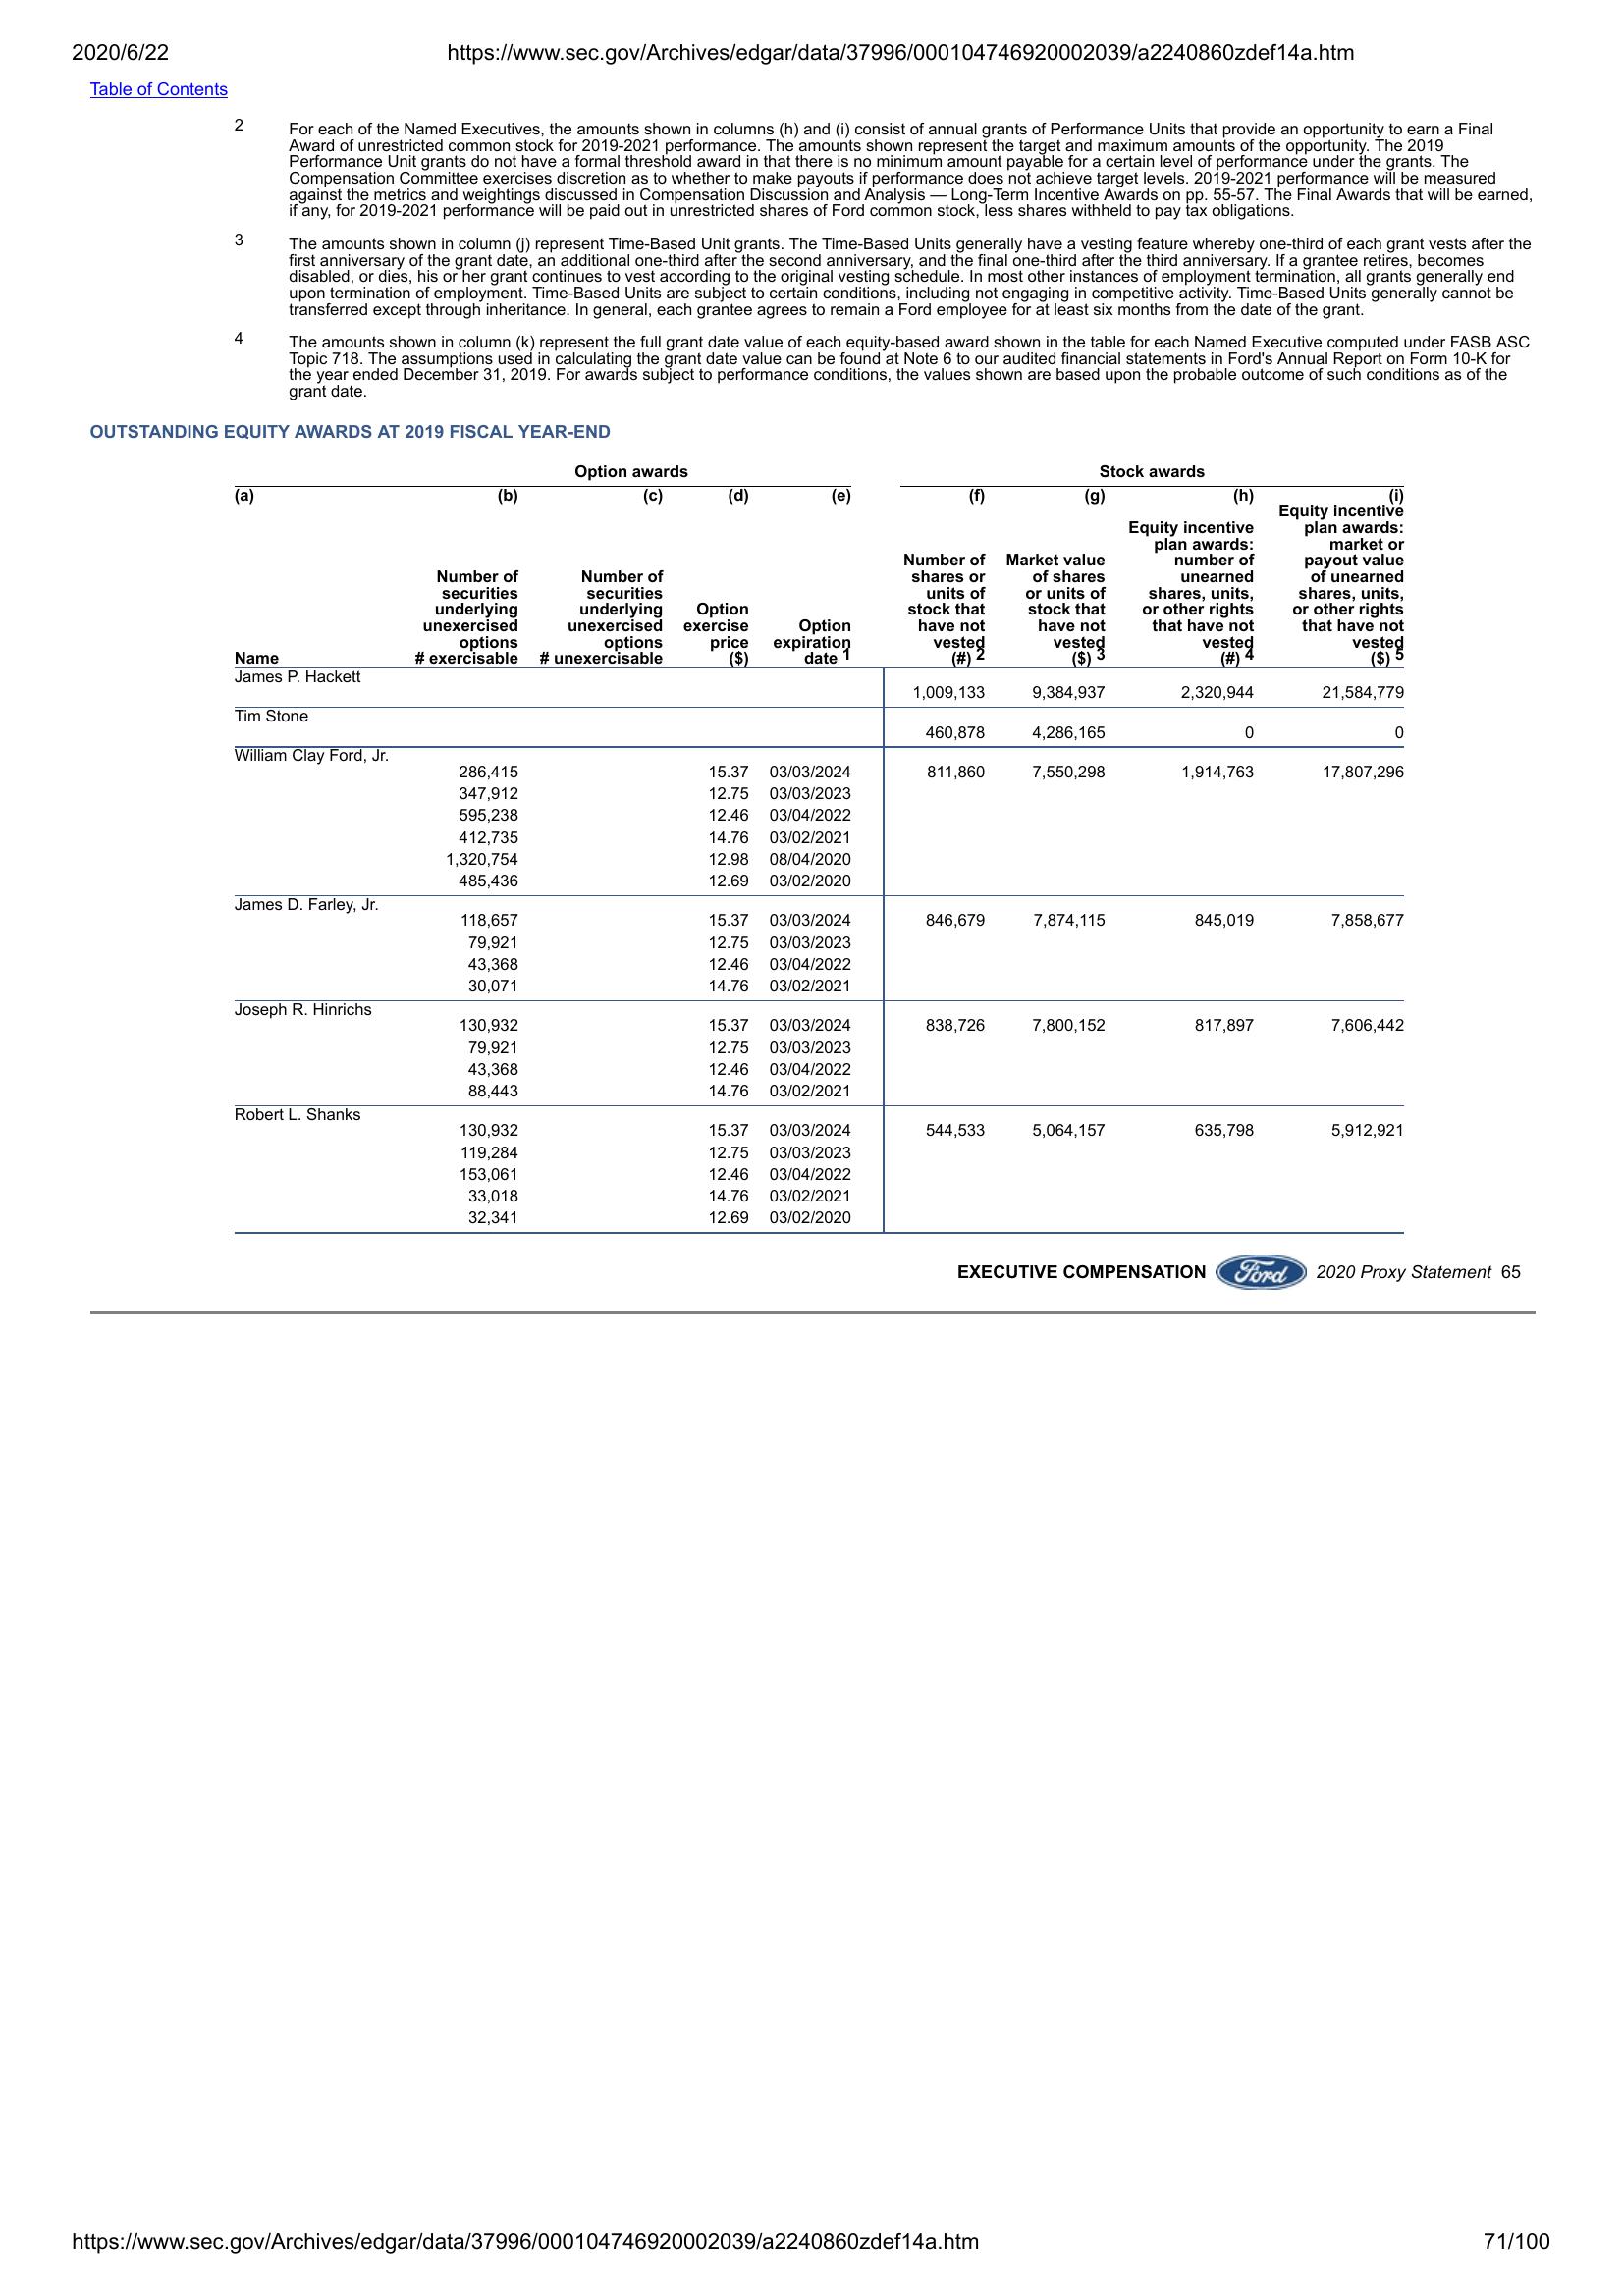 2020/6/22 https://www.sec.gov/Archives/edgar/data/37996/000104746920002039/a2240860zdef14a.htm
Table of Contents
2 For each of the Named Executives, the amounts shown in columns (h) and (i) consist of annual grants of Performance Units that provide an opportunity to earn a Final
Award of unrestricted common stock for 2019-2021 performance. The amounts shown represent the target and maximum amounts of the opportunity. The 2019
Performance Unit grants do not have a formal threshold award in that there is no minimum amount payable for a certain level of performance under the grants. The
Compensation Committee exercises discretion as to whether to make payouts if performance does not achieve target levels. 2019-2021 performance will be measured
against the metrics and weightings discussed in Compensation Discussion and Analysis — Long-Term Incentive Awards on pp. 55-57. The Final Awards that will be earned,
if any, for 2019-2021 performance will be paid out in unrestricted shares of Ford common stock, less shares withheld to pay tax obligations.
3 The amounts shown in column (j) represent Time-Based Unit grants. The Time-Based Units generally have a vesting feature whereby one-third of each grant vests after the
first anniversary of the grant date, an additional one-third after the second anniversary, and the final one-third after the third anniversary. If a grantee retires, becomes
disabled, or dies, his or her grant continues to vest according to the original vesting schedule. In most other instances of employment termination, all grants generally end
upon termination of employment. Time-Based Units are subject to certain conditions, including not engaging in competitive activity. Time-Based Units generally cannot be
transferred except through inheritance. In general, each grantee agrees to remain a Ford employee for at least six months from the date of the grant.
4 The amounts shown in column (k) represent the full grant date value of each equity-based award shown in the table for each Named Executive computed under FASB ASC
Topic 718. The assumptions used in calculating the grant date value can be found at Note 6 to our audited financial statements in Ford's Annual Report on Form 10-K for
the year ended December 31, 2019. For awards subject to performance conditions, the values shown are based upon the probable outcome of such conditions as of the
grant date.
OUTSTANDING EQUITY AWARDS AT 2019 FISCAL YEAR-END
Option awards Stock awards
(a) (b) (c) (d) (e) (f) (g) (h) (i)
Equity incentive
Equity incentive plan awards:
plan awards: market or
Number of Market value number of payout value
Number of Number of shares or of shares unearned of unearned
securities securities units of or units of shares, units, shares, units,
underlying underlying Option stock that stock that or other rights or other rights
unexercised unexercised exercise Option have not have not that have not that have not
options options price expiration vested vested vested vested
Name # exercisable # unexercisable ($) date 1 (#) 2 ($) 3 (#) 4 ($) 5
James P. Hackett
1,009,133 9,384,937 2,320,944 21,584,779
Tim Stone
460,878 4,286,165 0 0
William Clay Ford, Jr.
286,415 15.37 03/03/2024 811,860 7,550,298 1,914,763 17,807,296
347,912 12.75 03/03/2023
595,238 12.46 03/04/2022
412,735 14.76 03/02/2021
1,320,754 12.98 08/04/2020
485,436 12.69 03/02/2020
James D. Farley, Jr.
118,657 15.37 03/03/2024 846,679 7,874,115 845,019 7,858,677
79,921 12.75 03/03/2023
43,368 12.46 03/04/2022
30,071 14.76 03/02/2021
Joseph R. Hinrichs
130,932 15.37 03/03/2024 838,726 7,800,152 817,897 7,606,442
79,921 12.75 03/03/2023
43,368 12.46 03/04/2022
88,443 14.76 03/02/2021
Robert L. Shanks
130,932 15.37 03/03/2024 544,533 5,064,157 635,798 5,912,921
119,284 12.75 03/03/2023
153,061 12.46 03/04/2022
33,018 14.76 03/02/2021
32,341 12.69 03/02/2020
EXECUTIVE COMPENSATION Ford 2020 Proxy Statement 65
https://www.sec.gov/Archives/edgar/data/37996/000104746920002039/a2240860zdef14a.htm 71/100